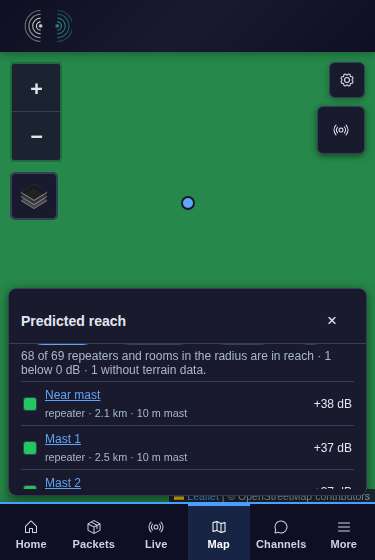 +
−
Predicted reach
×
68 of 69 repeaters and rooms in the radius are in reach · 1
below 0 dB · 1 without terrain data.
Near mast
repeater · 2.1 km · 10 m mast
+38 dB
Mast 1
repeater · 2.5 km · 10 m mast
+37 dB
Mast 2
Leaflet | © OpenStreetMap contributors
Home
Packets
Live
Map
Channels
More